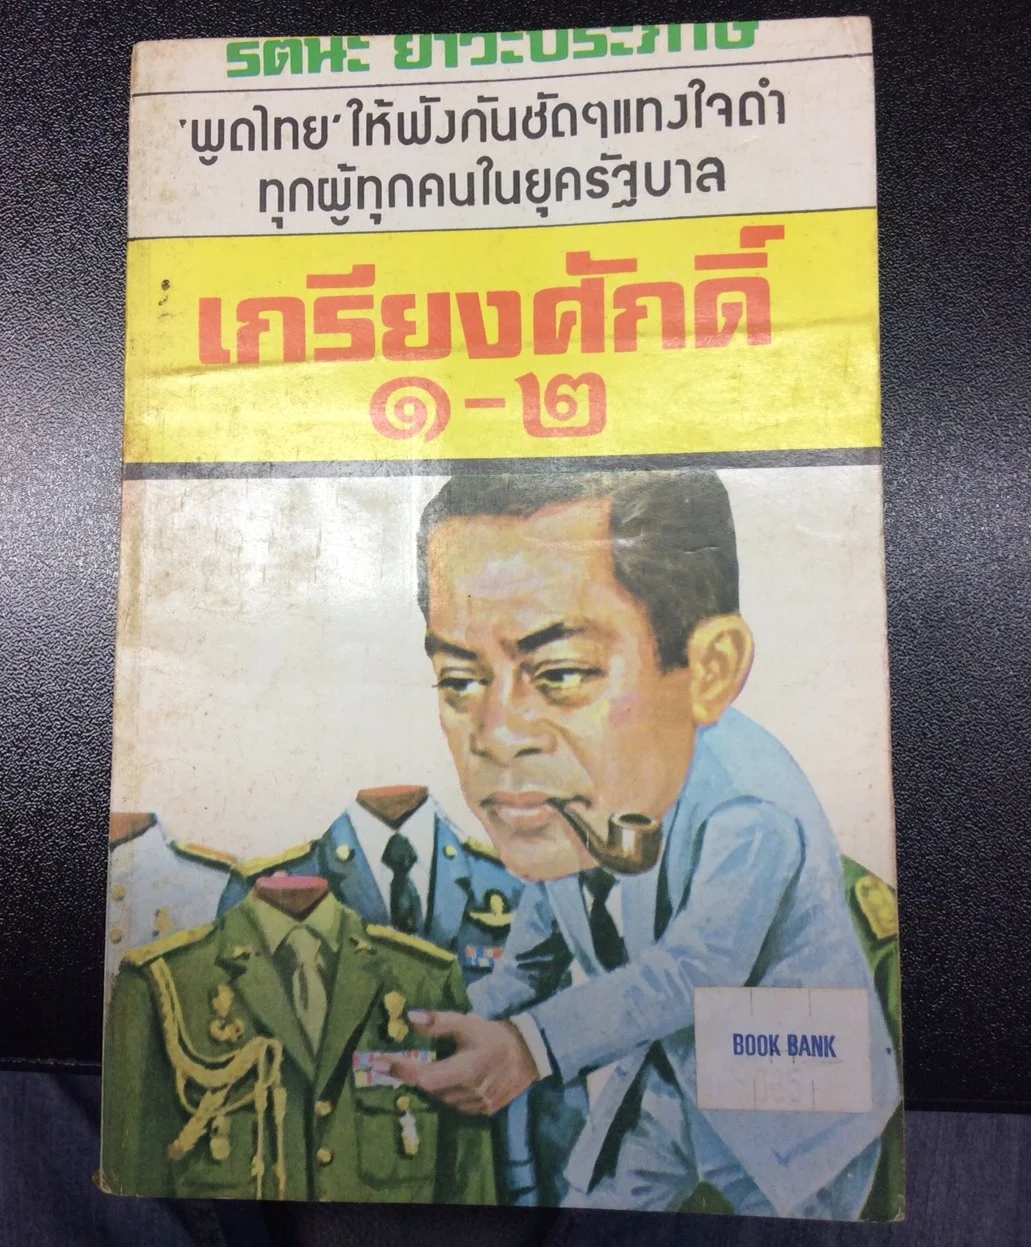 รัตนะ ยาวะประภาษ
'พูดไทย' ให้ฟังกันชัดๆแทงใจดำ
ทุกผู้ทุกคนในยุครัฐบาล
เกรียงศักดิ์
๑-๒
BOOK BANK